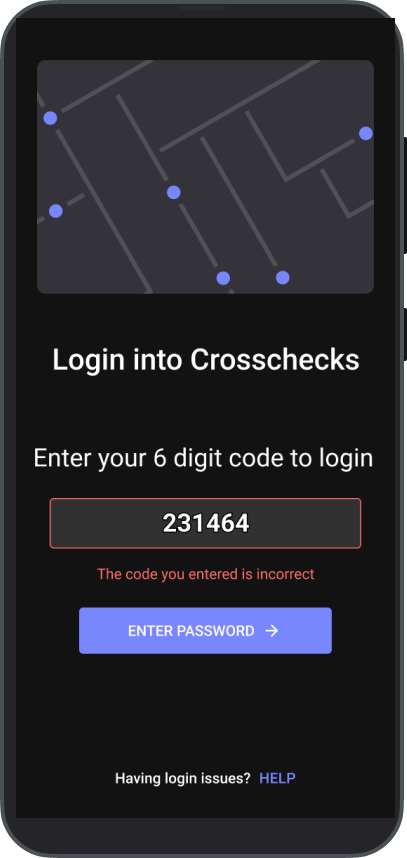 Login into Crosschecks
Enter your 6 digit code to login
231464
The code you entered is incorrect
ENTER PASSWORD →
Having login issues? HELP